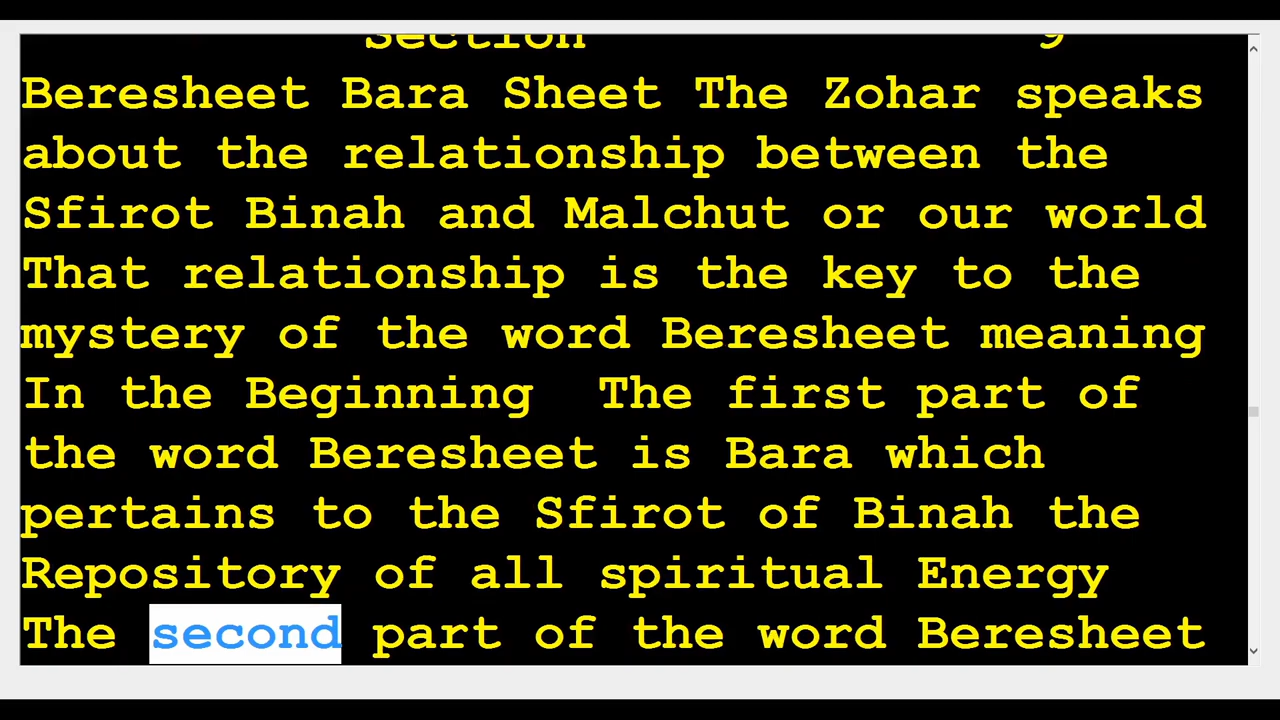 Section 9
Beresheet Bara Sheet The Zohar speaks
about the relationship between the
Sfirot Binah and Malchut or our world
That relationship is the key to the
mystery of the word Beresheet meaning
In the Beginning  The first part of
the word Beresheet is Bara which
pertains to the Sfirot of Binah the
Repository of all spiritual Energy
The second part of the word Beresheet